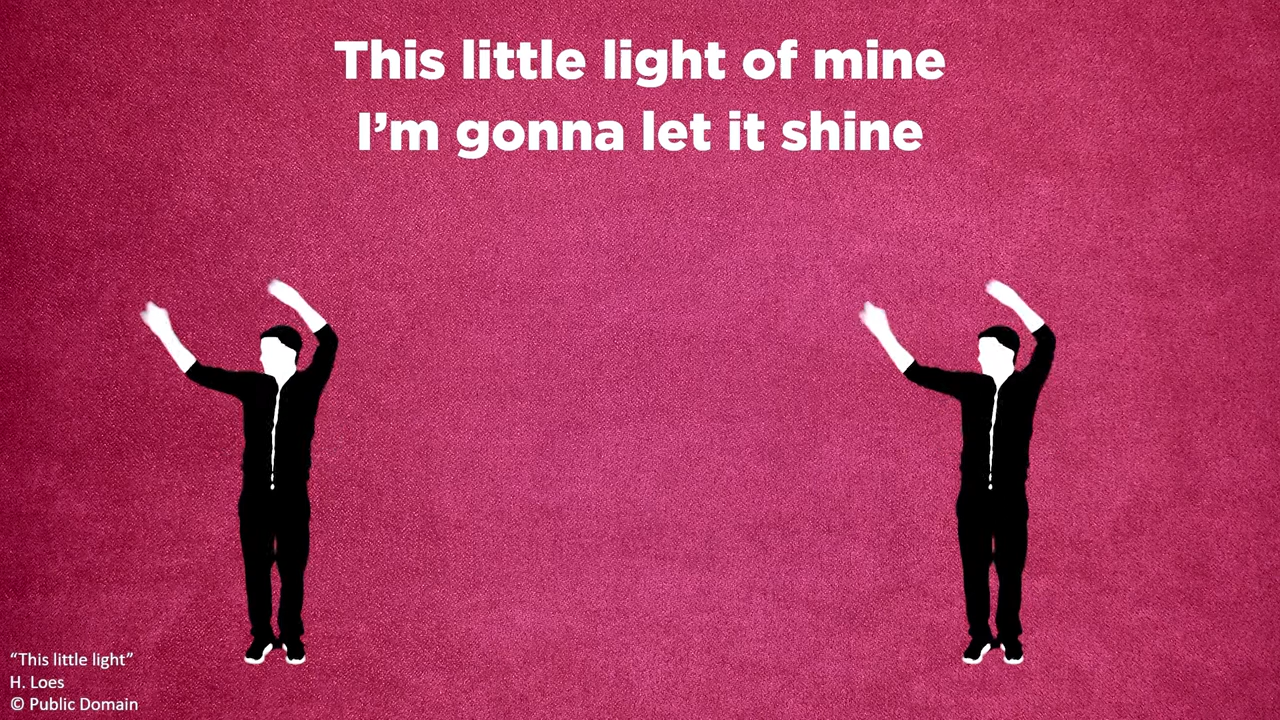 This little light of mine
I’m gonna let it shine
“This little light”
H. Loes
© Public Domain